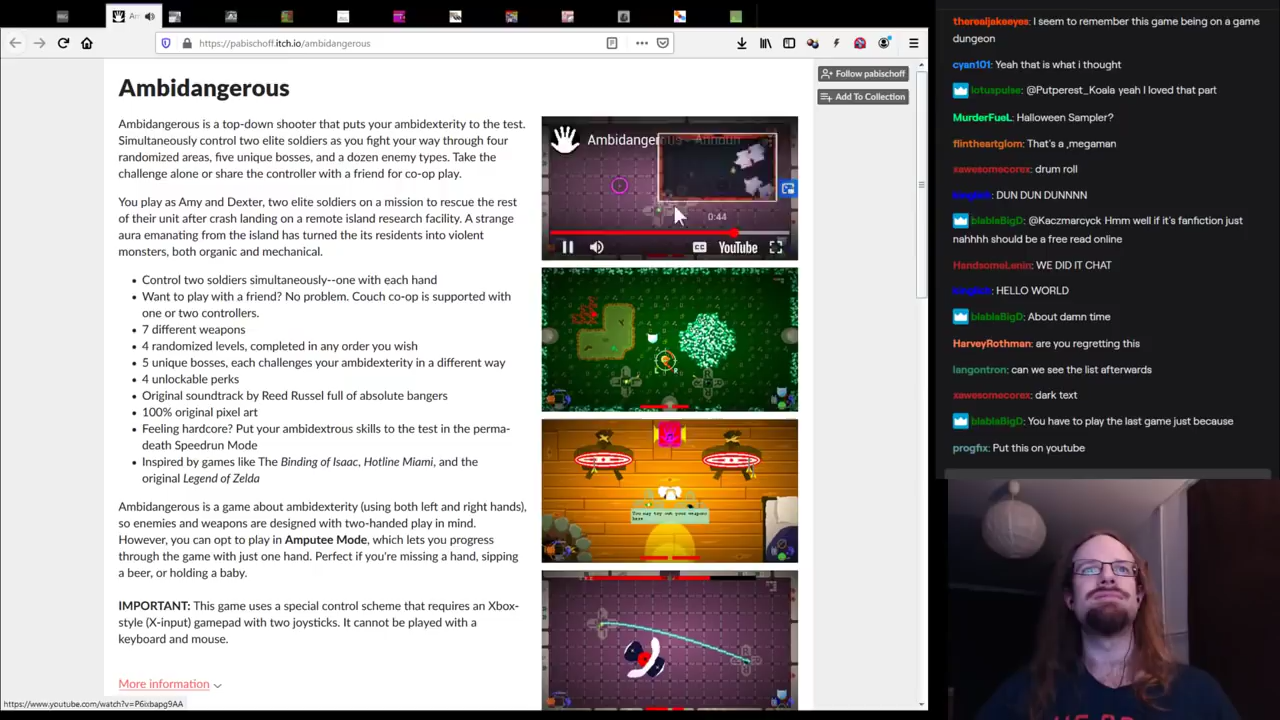 https://pabischoff.itch.io/ambidangerous
Ambidangerous
Ambidangerous is a top-down shooter that puts your ambidexterity to the test.
Simultaneously control two elite soldiers as you fight your way through four
randomized areas, five unique bosses, and a dozen enemy types. Take the
challenge alone or share the controller with a friend for co-op play.
You play as Amy and Dexter, two elite soldiers on a mission to rescue the rest
of their unit after crash landing on a remote island research facility. A strange
aura emanating from the island has turned the its residents into violent
monsters, both organic and mechanical.
• Control two soldiers simultaneously--one with each hand
• Want to play with a friend? No problem. Couch co-op is supported with
one or two controllers.
• 7 different weapons
• 4 randomized levels, completed in any order you wish
• 5 unique bosses, each challenges your ambidexterity in a different way
• 4 unlockable perks
• Original soundtrack by Reed Russel full of absolute bangers
• 100% original pixel art
• Feeling hardcore? Put your ambidextrous skills to the test in the perma-
death Speedrun Mode
• Inspired by games like The Binding of Isaac, Hotline Miami, and the
original Legend of Zelda
Ambidangerous is a game about ambidexterity (using both left and right hands),
so enemies and weapons are designed with two-handed play in mind.
However, you can opt to play in Amputee Mode, which lets you progress
through the game with just one hand. Perfect if you're missing a hand, sipping
a beer, or holding a baby.
IMPORTANT: This game uses a special control scheme that requires an Xbox-
style (X-input) gamepad with two joysticks. It cannot be played with a
keyboard and mouse.
More information
https://www.youtube.com/watch?v=P6ixbapg9AA
0:44
CC YouTube
You may try out your weapons
here
L R
Follow pabischoff
Add To Collection
therealjakeeyes: I seem to remember this game being on a game
dungeon
cyan101: Yeah that is what i thought
lotuspulse: @Putperest_Koala yeah I loved that part
MurderFueL: Halloween Sampler?
flintheartglom: That's a ,megaman
xawesomecorex: drum roll
: DUN DUN DUNNNN
blablaBigD: @Kaczmarcyck Hmm well if it's fanfiction just
nahhhh should be a free read online
HandsomeLenin: WE DID IT CHAT
: HELLO WORLD
blablaBigD: About damn time
HarveyRothman: are you regretting this
langontron: can we see the list afterwards
xawesomecorex: dark text
blablaBigD: You have to play the last game just because
progfix: Put this on youtube